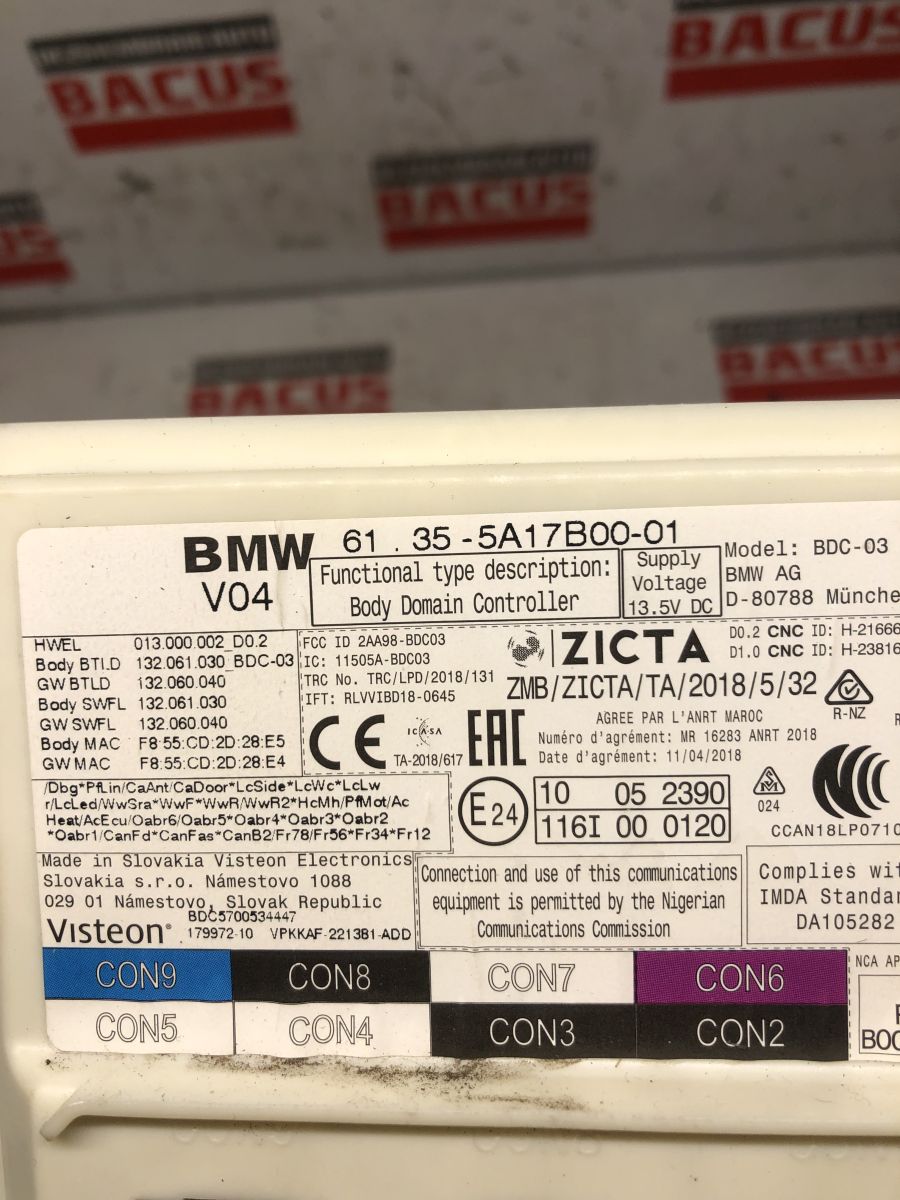 BACUS
BACUS
BACUS
BACUS
BACUS
BMW 61 . 35 - 5A17B00-01
V04
Functional type description:
Body Domain Controller
Supply
Voltage
13.5V DC
Model: BDC-03
BMW AG
D-80788 Münche
HWEL 013.000.002_D0.2
Body BTLD 132.061.030_BDC-03
GW BTLD 132.060.040
Body SWFL 132.061.030
GW SWFL 132.060.040
Body MAC F8:55:CD:2D:28:E5
GW MAC F8:55:CD:2D:28:E4
FCC ID 2AA98-BDC03
IC: 11505A-BDC03
TRC No. TRC/LPD/2018/131
IFT: RLVVIBD18-0645
CE
ICASA
TA-2018/617
EAC
ZICTA
ZMB/ZICTA/TA/2018/5/32
D0.2 CNC ID: H-21666
D1.0 CNC ID: H-23816
R-NZ
AGREE PAR L'ANRT MAROC
Numéro d'agrément: MR 16283 ANRT 2018
Date d'agrément: 11/04/2018
/Dbg*PfLin/CaAnt/CaDoor*LcSide*LcWc*LcLw
r/LcLed/WwSra*WwF*WwR/WwR2*HcMh/PfMot/Ac
Heat/AcEcu/Oabr6/Oabr5*Oabr4*Oabr3*Oabr2
*Oabr1/CanFd*CanFas*CanB2/Fr78/Fr56*Fr34*Fr12
E24
10 05 2390
116I 00 0120
024
CCAN18LP0710
Made in Slovakia Visteon Electronics
Slovakia s.r.o. Námestovo 1088
029 01 Námestovo, Slovak Republic
BDC5700534447
Visteon® 179972-10 VPKKAF-2213B1-ADD
Connection and use of this communications
equipment is permitted by the Nigerian
Communications Commission
Complies wit
IMDA Standar
DA105282
CON9 CON8 CON7 CON6
CON5 CON4 CON3 CON2
NCA AP